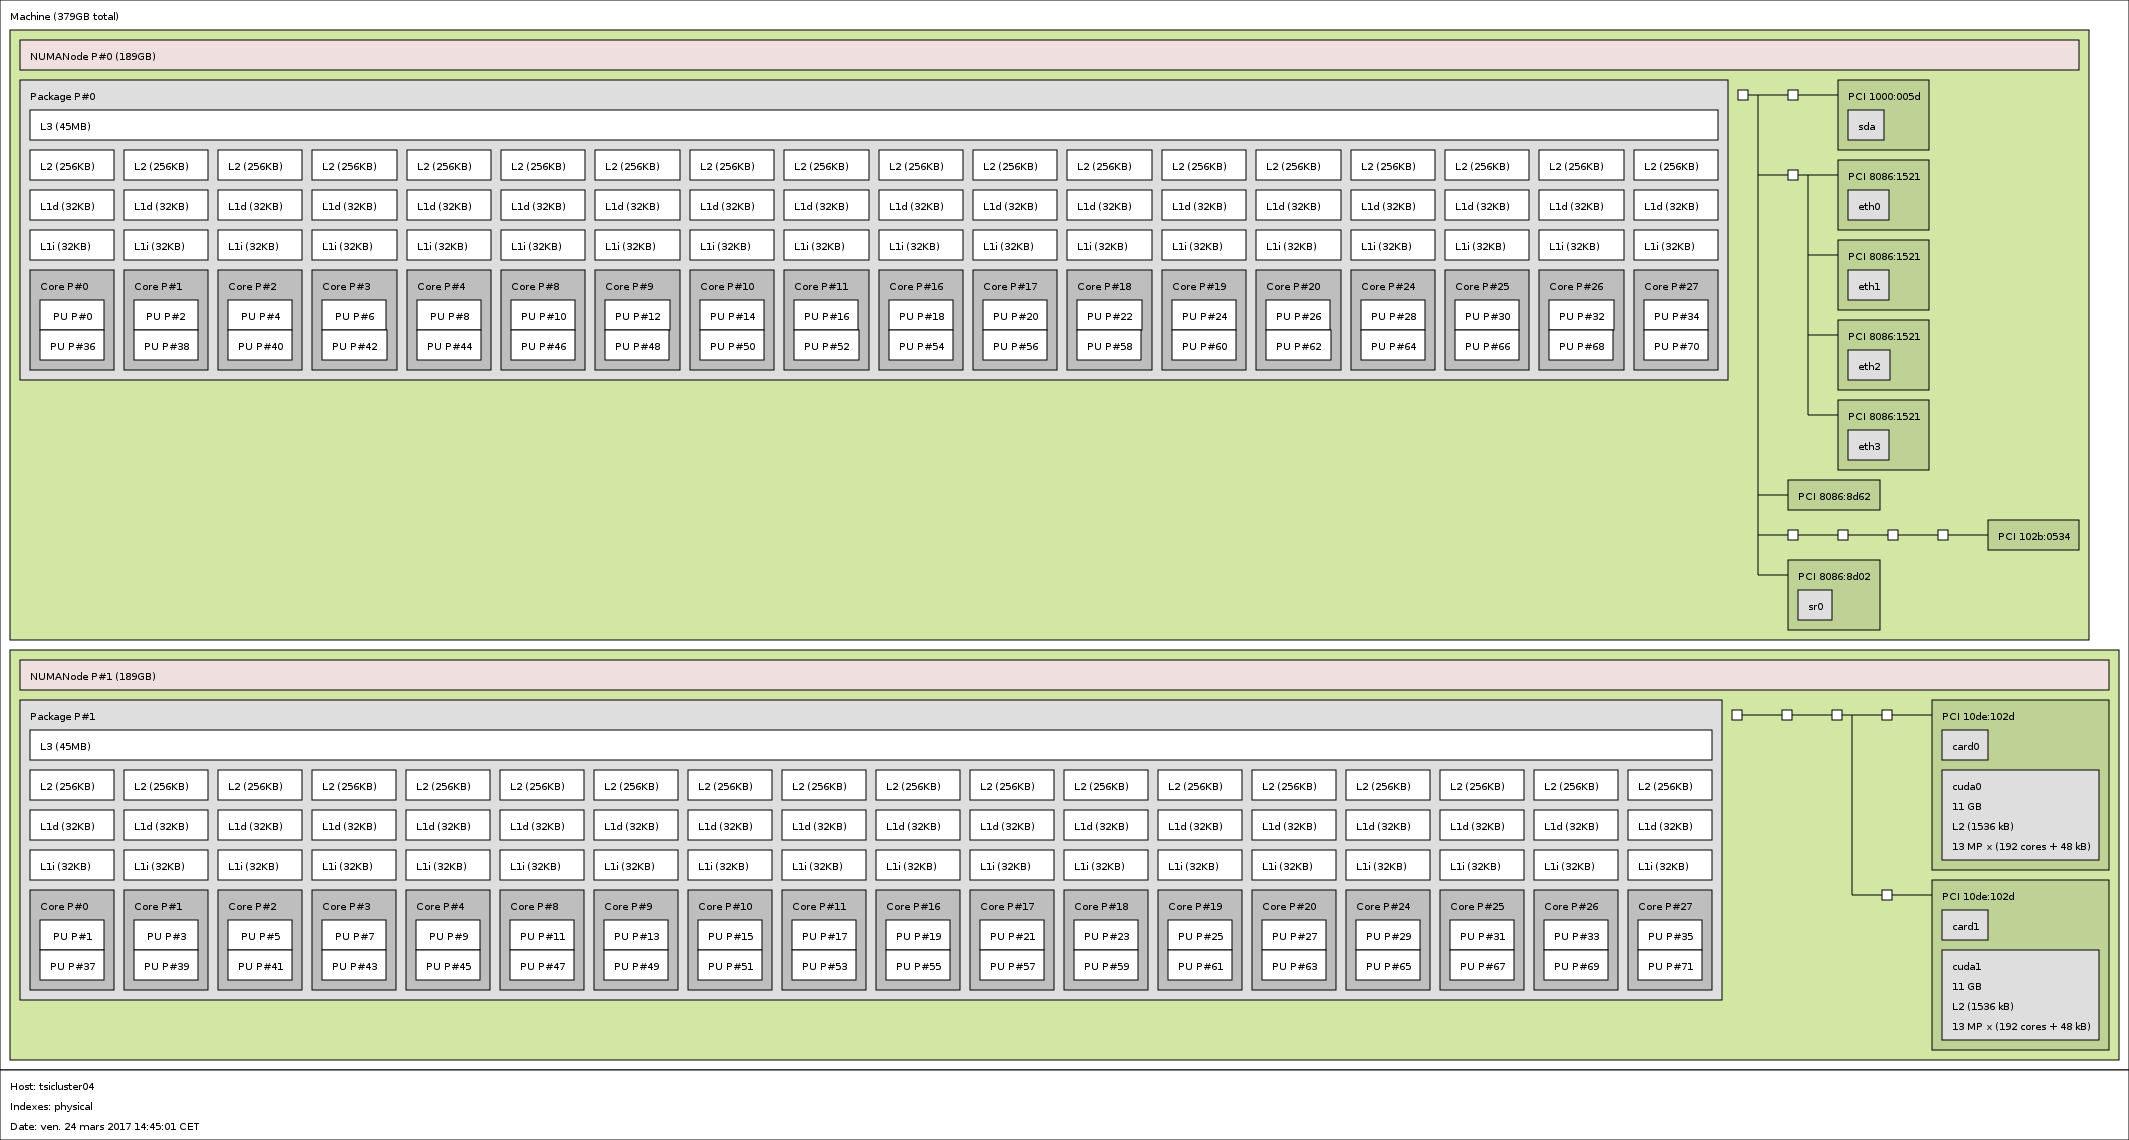 Machine (379GB total)
NUMANode P#0 (189GB)
Package P#0
L3 (45MB)
L2 (256KB) L2 (256KB) L2 (256KB) L2 (256KB) L2 (256KB) L2 (256KB) L2 (256KB) L2 (256KB) L2 (256KB) L2 (256KB) L2 (256KB) L2 (256KB) L2 (256KB) L2 (256KB) L2 (256KB) L2 (256KB) L2 (256KB) L2 (256KB)
L1d (32KB) L1d (32KB) L1d (32KB) L1d (32KB) L1d (32KB) L1d (32KB) L1d (32KB) L1d (32KB) L1d (32KB) L1d (32KB) L1d (32KB) L1d (32KB) L1d (32KB) L1d (32KB) L1d (32KB) L1d (32KB) L1d (32KB) L1d (32KB)
L1i (32KB) L1i (32KB) L1i (32KB) L1i (32KB) L1i (32KB) L1i (32KB) L1i (32KB) L1i (32KB) L1i (32KB) L1i (32KB) L1i (32KB) L1i (32KB) L1i (32KB) L1i (32KB) L1i (32KB) L1i (32KB) L1i (32KB) L1i (32KB)
Core P#0 Core P#1 Core P#2 Core P#3 Core P#4 Core P#8 Core P#9 Core P#10 Core P#11 Core P#16 Core P#17 Core P#18 Core P#19 Core P#20 Core P#24 Core P#25 Core P#26 Core P#27
PU P#0 PU P#2 PU P#4 PU P#6 PU P#8 PU P#10 PU P#12 PU P#14 PU P#16 PU P#18 PU P#20 PU P#22 PU P#24 PU P#26 PU P#28 PU P#30 PU P#32 PU P#34
PU P#36 PU P#38 PU P#40 PU P#42 PU P#44 PU P#46 PU P#48 PU P#50 PU P#52 PU P#54 PU P#56 PU P#58 PU P#60 PU P#62 PU P#64 PU P#66 PU P#68 PU P#70
PCI 1000:005d
sda
PCI 8086:1521
eth0
PCI 8086:1521
eth1
PCI 8086:1521
eth2
PCI 8086:1521
eth3
PCI 8086:8d62
PCI 102b:0534
PCI 8086:8d02
sr0
NUMANode P#1 (189GB)
Package P#1
L3 (45MB)
L2 (256KB) L2 (256KB) L2 (256KB) L2 (256KB) L2 (256KB) L2 (256KB) L2 (256KB) L2 (256KB) L2 (256KB) L2 (256KB) L2 (256KB) L2 (256KB) L2 (256KB) L2 (256KB) L2 (256KB) L2 (256KB) L2 (256KB) L2 (256KB)
L1d (32KB) L1d (32KB) L1d (32KB) L1d (32KB) L1d (32KB) L1d (32KB) L1d (32KB) L1d (32KB) L1d (32KB) L1d (32KB) L1d (32KB) L1d (32KB) L1d (32KB) L1d (32KB) L1d (32KB) L1d (32KB) L1d (32KB) L1d (32KB)
L1i (32KB) L1i (32KB) L1i (32KB) L1i (32KB) L1i (32KB) L1i (32KB) L1i (32KB) L1i (32KB) L1i (32KB) L1i (32KB) L1i (32KB) L1i (32KB) L1i (32KB) L1i (32KB) L1i (32KB) L1i (32KB) L1i (32KB) L1i (32KB)
Core P#0 Core P#1 Core P#2 Core P#3 Core P#4 Core P#8 Core P#9 Core P#10 Core P#11 Core P#16 Core P#17 Core P#18 Core P#19 Core P#20 Core P#24 Core P#25 Core P#26 Core P#27
PU P#1 PU P#3 PU P#5 PU P#7 PU P#9 PU P#11 PU P#13 PU P#15 PU P#17 PU P#19 PU P#21 PU P#23 PU P#25 PU P#27 PU P#29 PU P#31 PU P#33 PU P#35
PU P#37 PU P#39 PU P#41 PU P#43 PU P#45 PU P#47 PU P#49 PU P#51 PU P#53 PU P#55 PU P#57 PU P#59 PU P#61 PU P#63 PU P#65 PU P#67 PU P#69 PU P#71
PCI 10de:102d
card0
cuda0
11 GB
L2 (1536 kB)
13 MP x (192 cores + 48 kB)
PCI 10de:102d
card1
cuda1
11 GB
L2 (1536 kB)
13 MP x (192 cores + 48 kB)
Host: tsicluster04
Indexes: physical
Date: ven. 24 mars 2017 14:45:01 CET